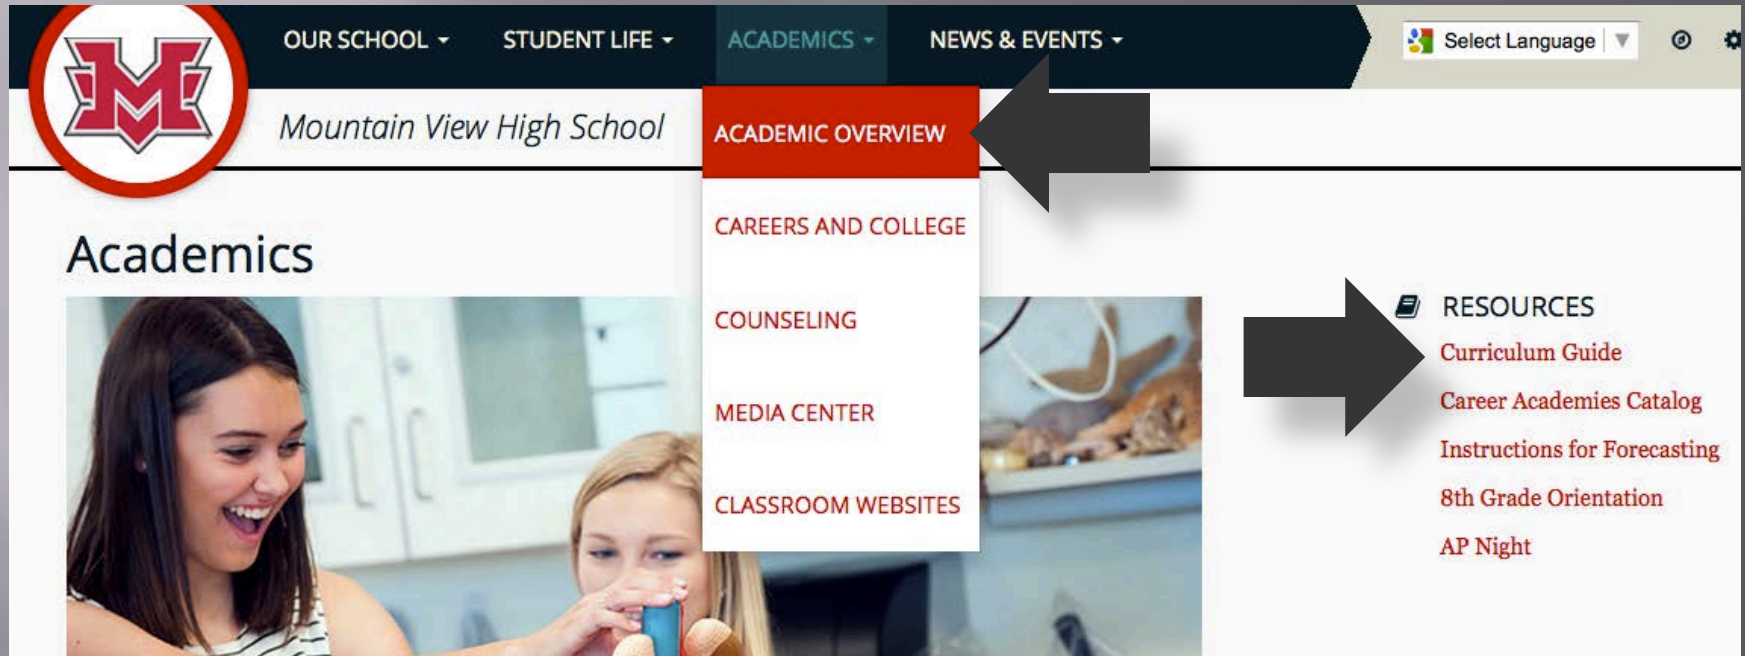 OUR SCHOOL
STUDENT LIFE
ACADEMICS
NEWS & EVENTS
Select Language
MV
Mountain View High School
ACADEMIC OVERVIEW
CAREERS AND COLLEGE
COUNSELING
MEDIA CENTER
CLASSROOM WEBSITES
Academics
RESOURCES
Curriculum Guide
Career Academies Catalog
Instructions for Forecasting
8th Grade Orientation
AP Night